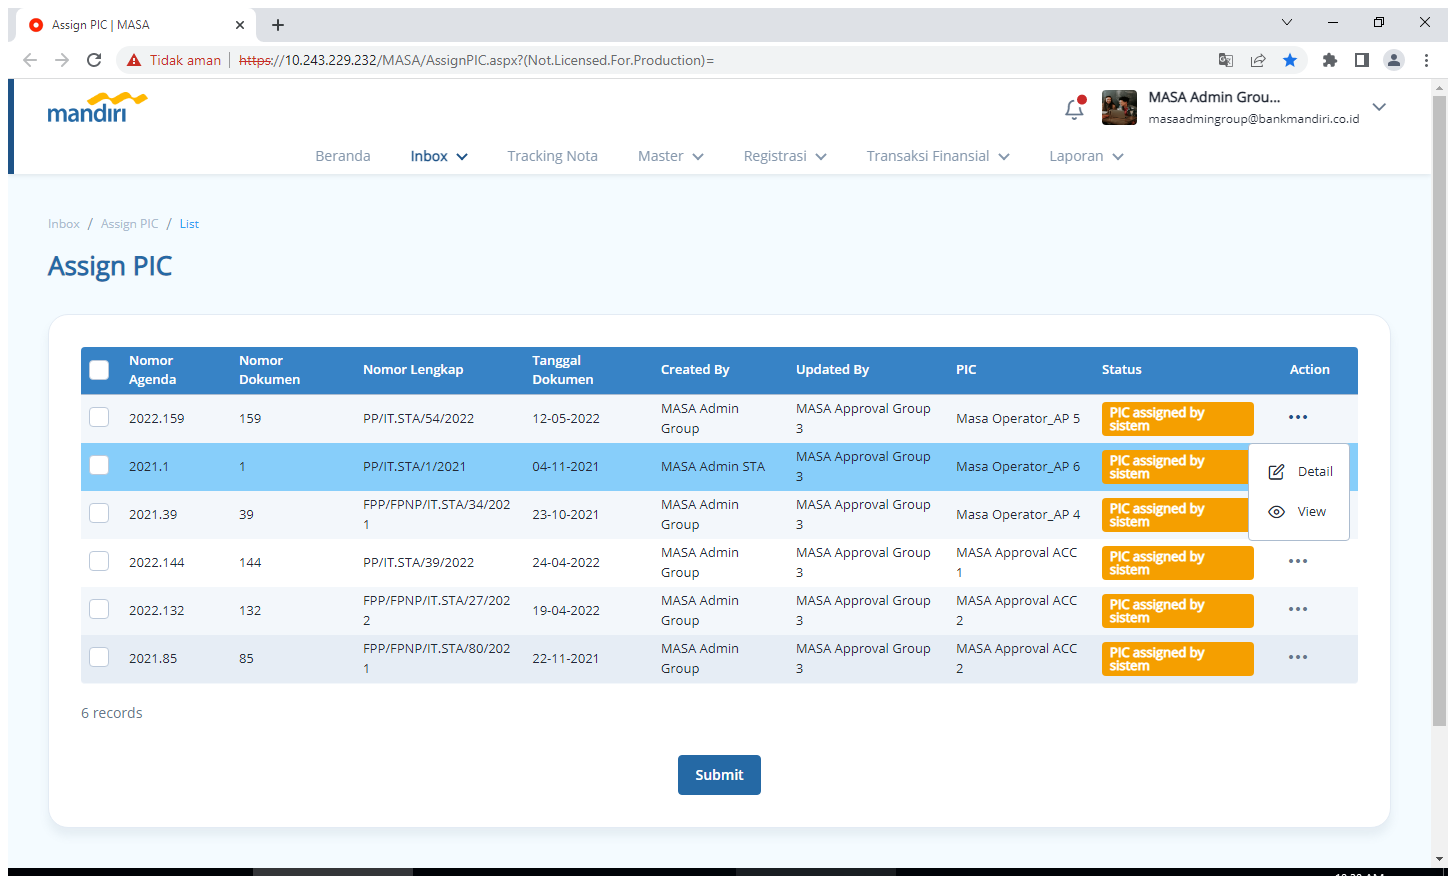 Assign PIC | MASA
Tidak aman
https://10.243.229.232/MASA/AssignPIC.aspx?(Not.Licensed.For.Production)=
mandiri
MASA Admin Grou...
masaadmingroup@bankmandiri.co.id
Beranda Inbox Tracking Nota Master Registrasi Transaksi Finansial Laporan
Inbox / Assign PIC / List
Assign PIC
Nomor Agenda Nomor Dokumen Nomor Lengkap Tanggal Dokumen Created By Updated By PIC Status Action
2022.159 159 PP/IT.STA/54/2022 12-05-2022 MASA Admin Group MASA Approval Group 3 Masa Operator_AP 5 PIC assigned by sistem
2021.1 1 PP/IT.STA/1/2021 04-11-2021 MASA Admin STA MASA Approval Group 3 Masa Operator_AP 6 PIC assigned by sistem
Detail
2021.39 39 FPP/FPNP/IT.STA/34/2021 23-10-2021 MASA Admin Group MASA Approval Group 3 Masa Operator_AP 4 PIC assigned by sistem
View
2022.144 144 PP/IT.STA/39/2022 24-04-2022 MASA Admin Group MASA Approval Group 3 MASA Approval ACC 1 PIC assigned by sistem
2022.132 132 FPP/FPNP/IT.STA/27/2022 19-04-2022 MASA Admin Group MASA Approval Group 3 MASA Approval ACC 2 PIC assigned by sistem
2021.85 85 FPP/FPNP/IT.STA/80/2021 22-11-2021 MASA Admin Group MASA Approval Group 3 MASA Approval ACC 2 PIC assigned by sistem
6 records
Submit